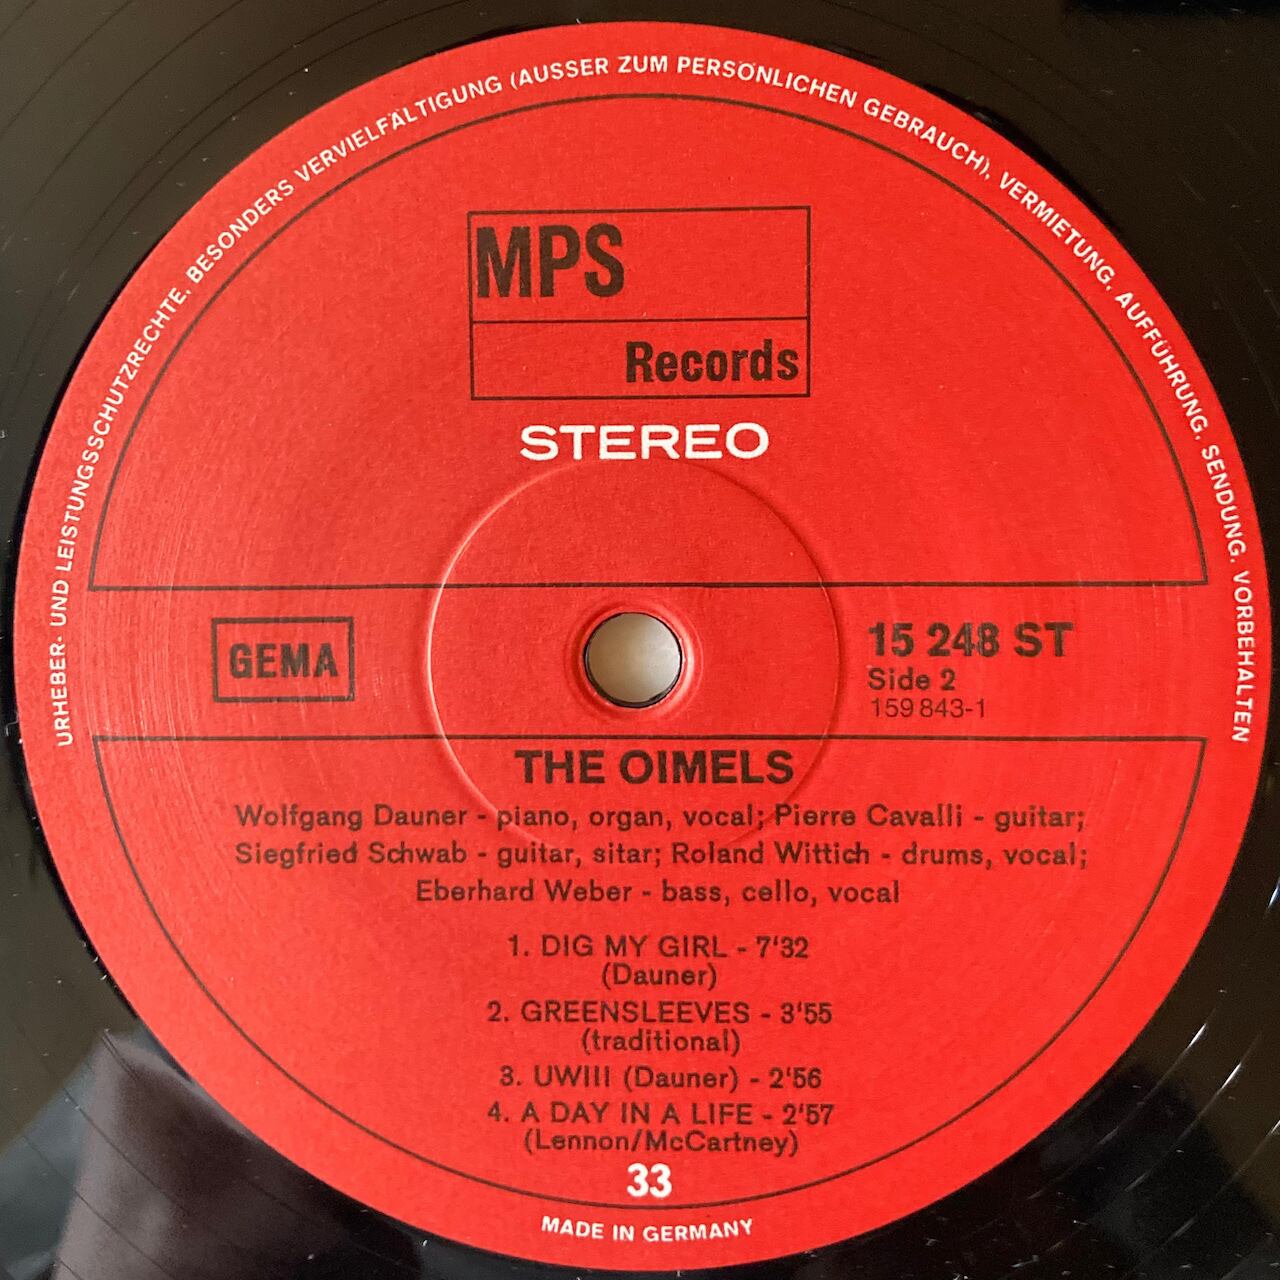 URHEBER- UND LEISTUNGSSCHUTZRECHTE, BESONDERS VERVIELFÄLTIGUNG (AUSSER ZUM PERSÖNLICHEN GEBRAUCH), VERMIETUNG, AUFFÜHRUNG, SENDUNG, VORBEHALTEN
MPS
Records
STEREO
GEMA
15 248 ST
Side 2
159 843-1
THE OIMELS
Wolfgang Dauner - piano, organ, vocal; Pierre Cavalli - guitar;
Siegfried Schwab - guitar, sitar; Roland Wittich - drums, vocal;
Eberhard Weber - bass, cello, vocal
1. DIG MY GIRL - 7'32
(Dauner)
2. GREENSLEEVES - 3'55
(traditional)
3. UWIII (Dauner) - 2'56
4. A DAY IN A LIFE - 2'57
(Lennon/McCartney)
33
MADE IN GERMANY